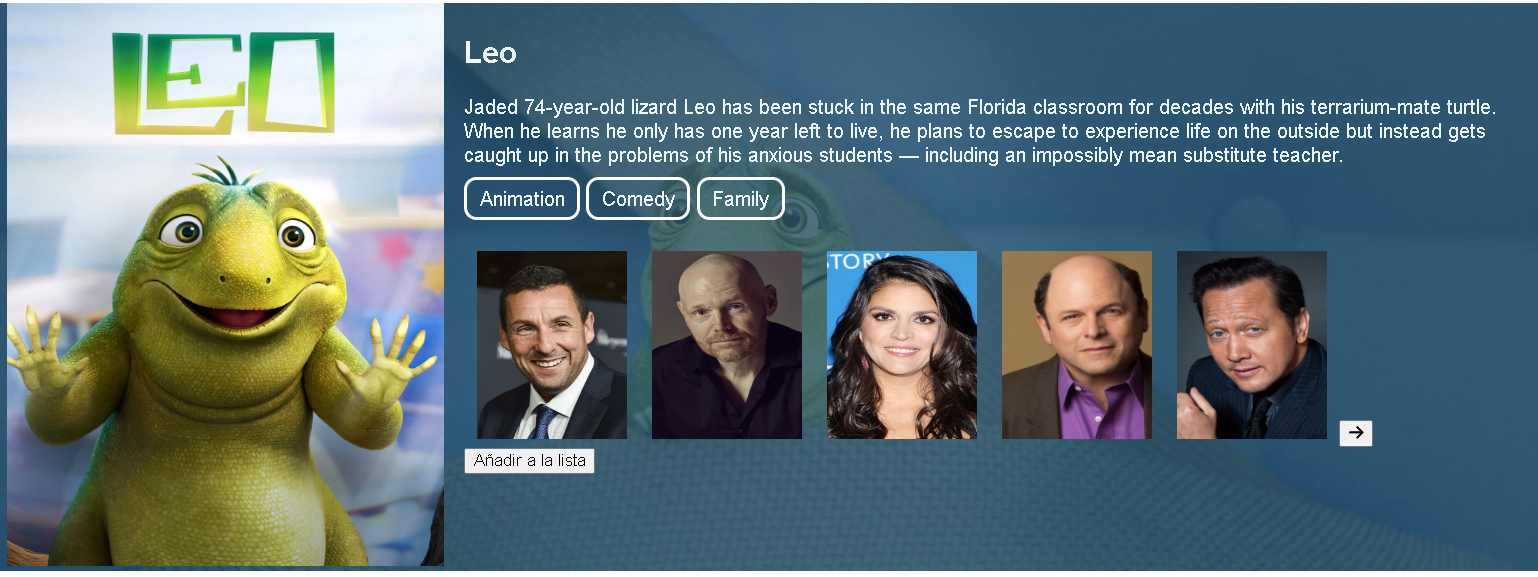 LEO
Leo
Jaded 74-year-old lizard Leo has been stuck in the same Florida classroom for decades with his terrarium-mate turtle.
When he learns he only has one year left to live, he plans to escape to experience life on the outside but instead gets
caught up in the problems of his anxious students — including an impossibly mean substitute teacher.
Animation Comedy Family
STORY
Añadir a la lista